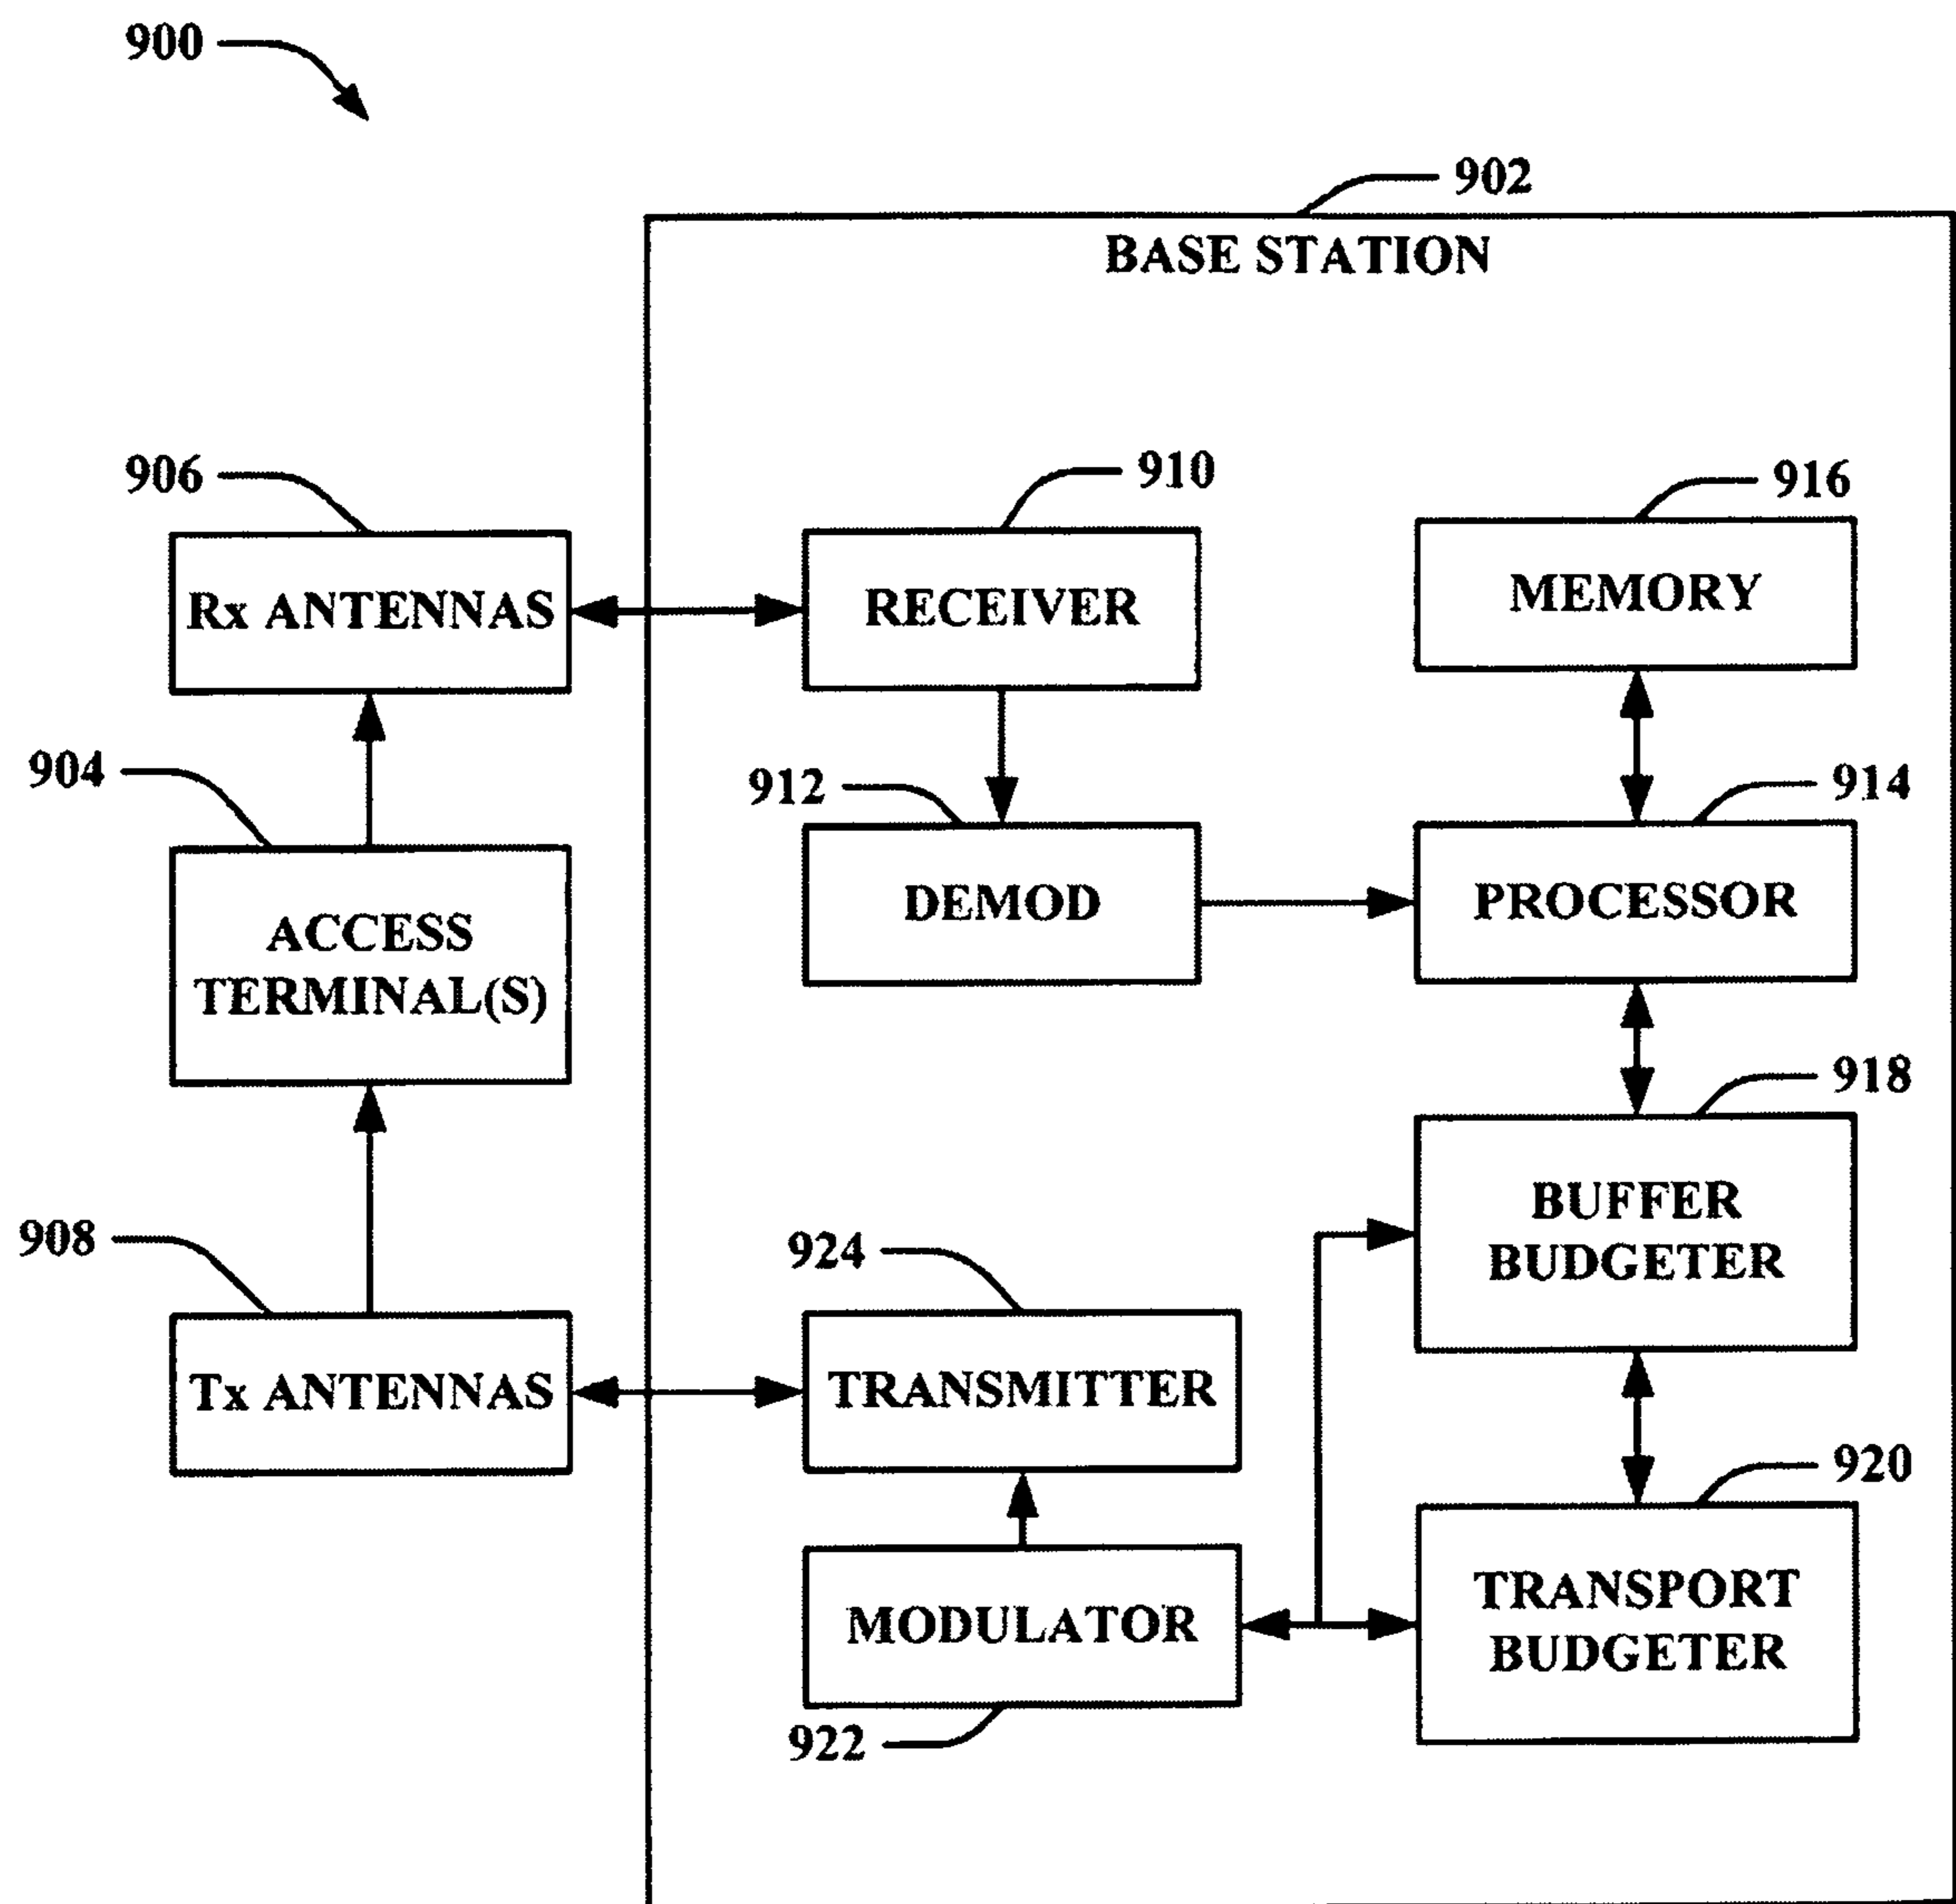 900
902
BASE STATION
906
910
916
Rx ANTENNAS
RECEIVER
MEMORY
904
912
914
ACCESS
TERMINAL(S)
DEMOD
PROCESSOR
918
908
924
BUFFER
BUDGETER
Tx ANTENNAS
TRANSMITTER
920
MODULATOR
TRANSPORT
BUDGETER
922